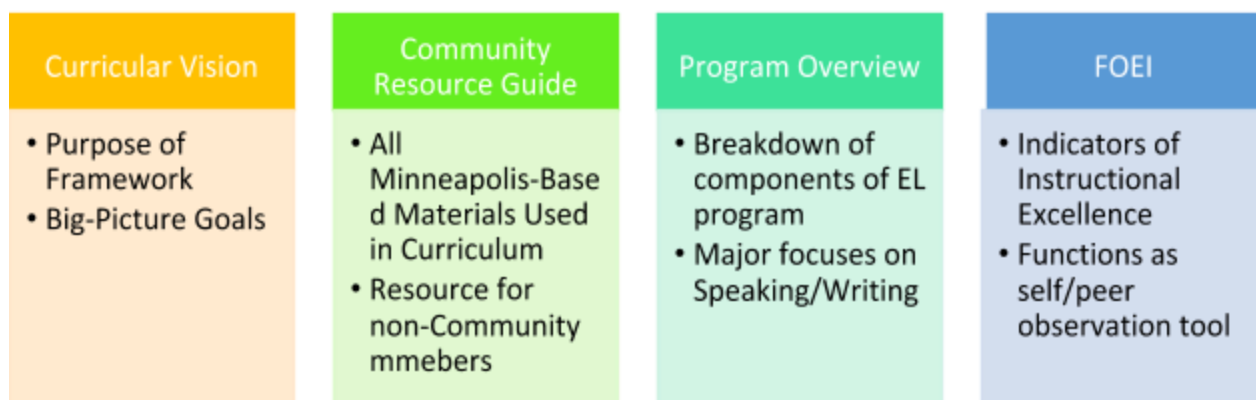 Curricular Vision
• Purpose of
Framework
• Big-Picture Goals
Community
Resource Guide
• All
Minneapolis-Base
d Materials Used
in Curriculum
• Resource for
non-Community
mmebers
Program Overview
• Breakdown of
components of EL
program
• Major focuses on
Speaking/Writing
FOEI
• Indicators of
Instructional
Excellence
• Functions as
self/peer
observation tool